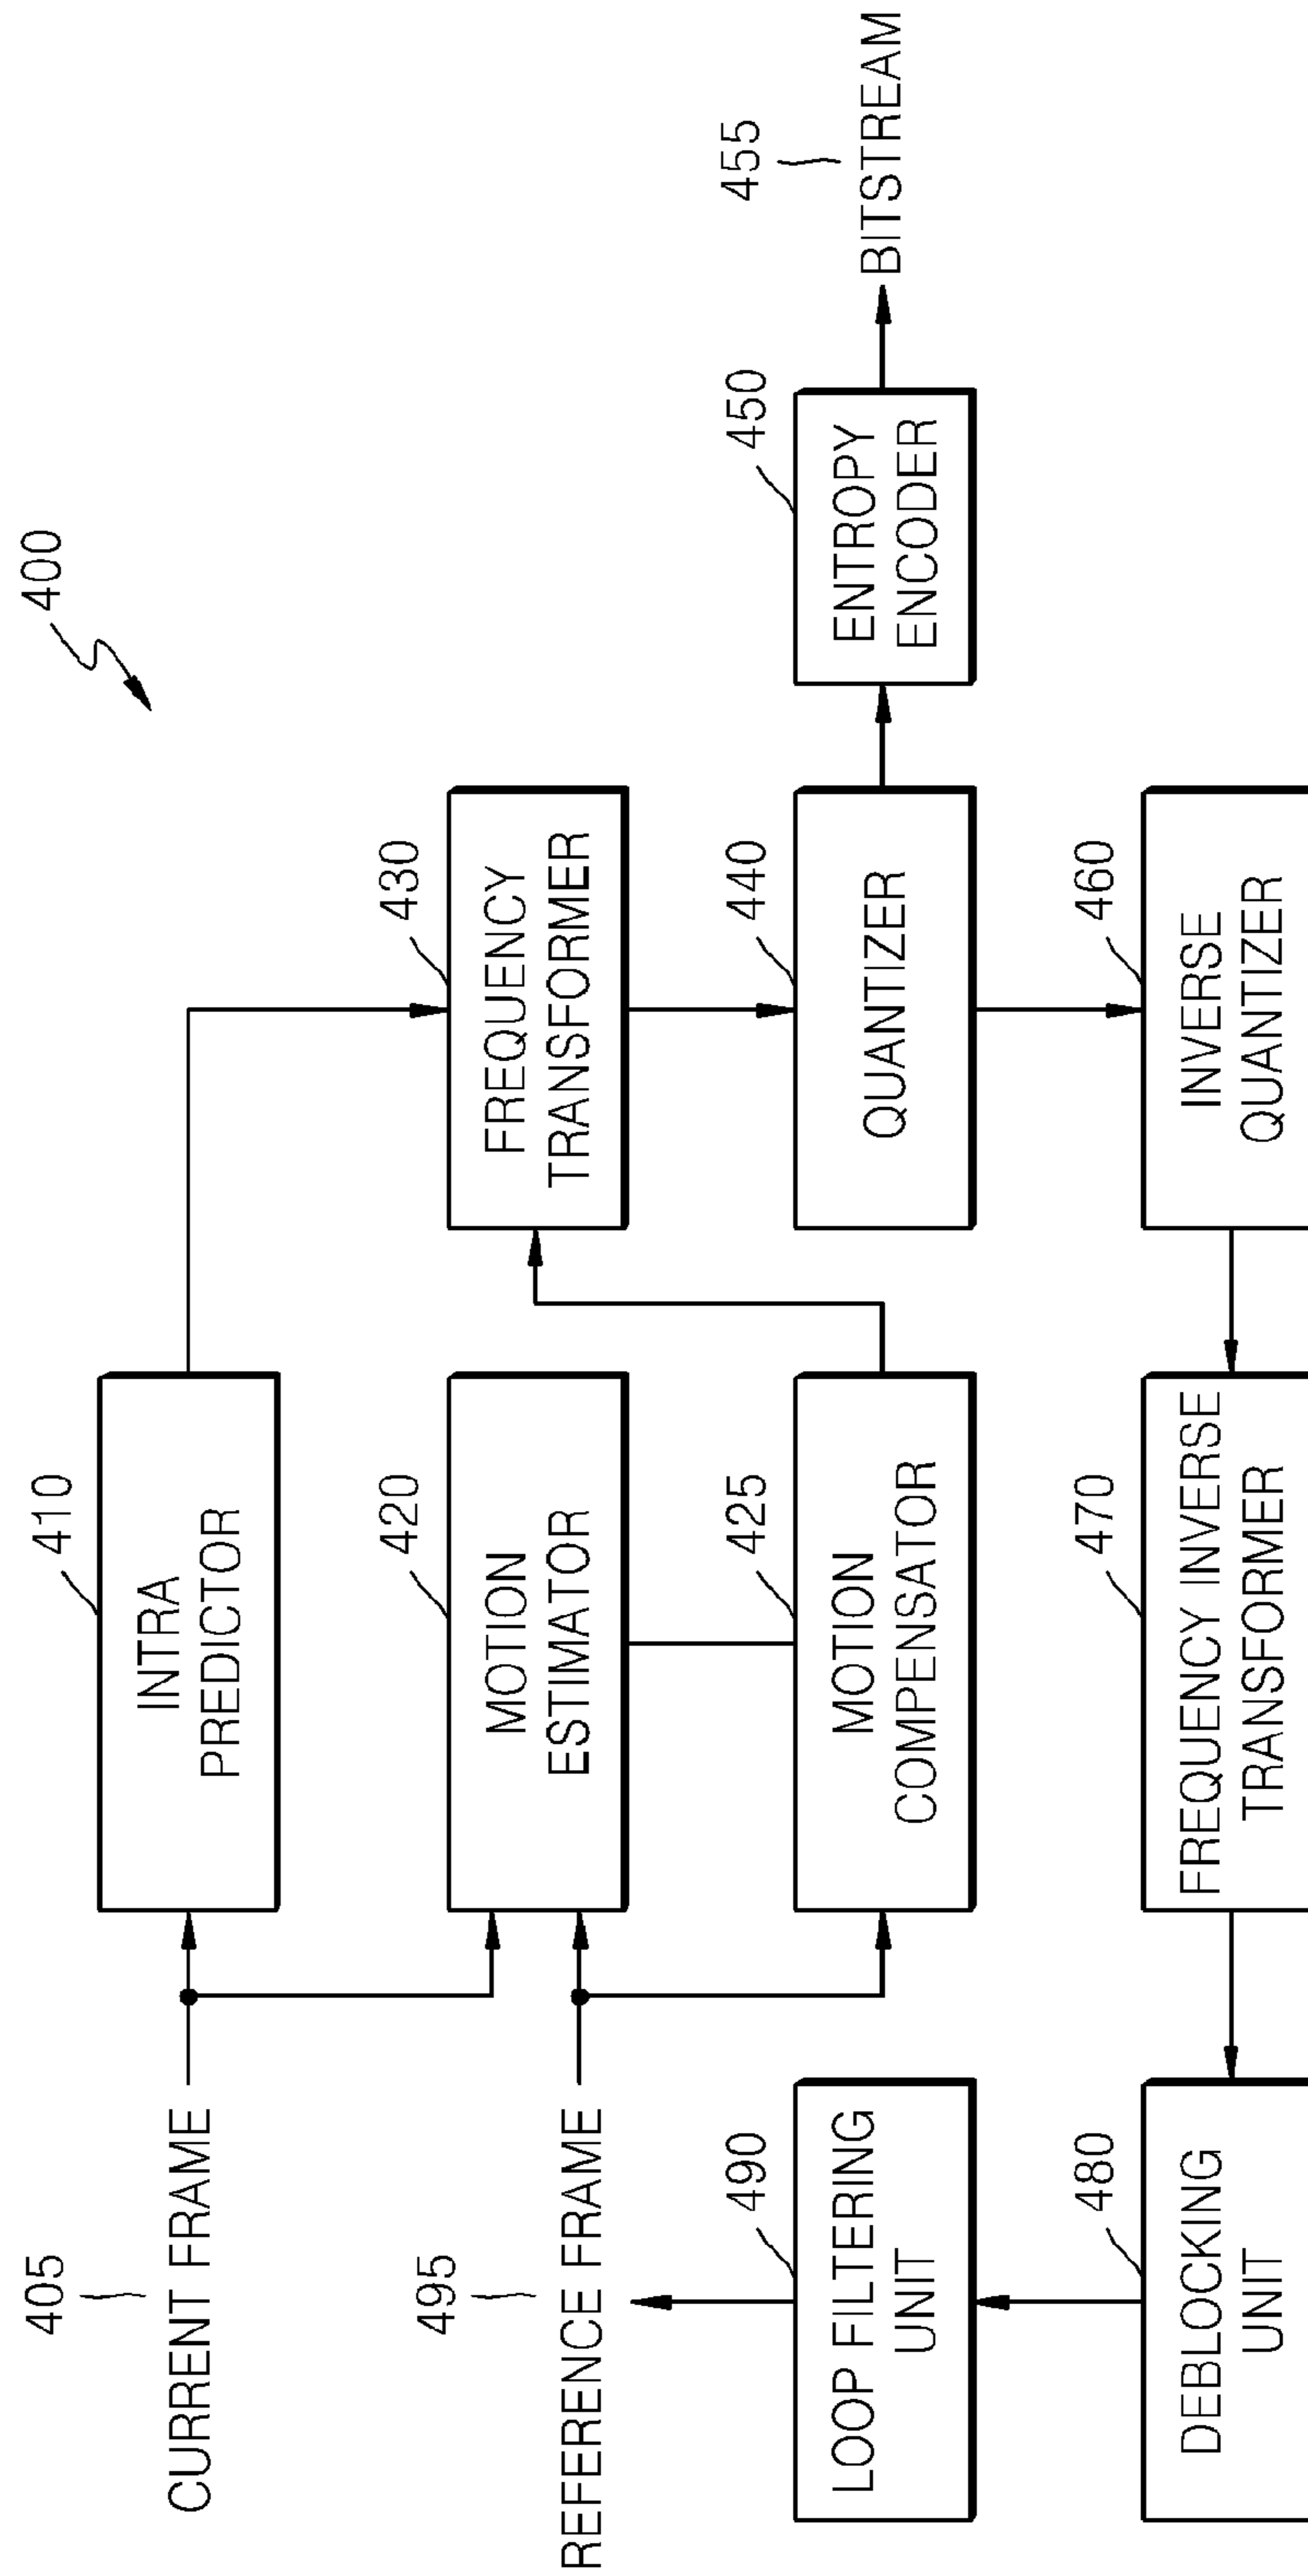 400
405
CURRENT FRAME
410
INTRA
PREDICTOR
495
REFERENCE FRAME
420
MOTION
ESTIMATOR
430
FREQUENCY
TRANSFORMER
490
LOOP FILTERING
UNIT
425
MOTION
COMPENSATOR
440
QUANTIZER
450
ENTROPY
ENCODER
455
BITSTREAM
480
DEBLOCKING
UNIT
470
FREQUENCY INVERSE
TRANSFORMER
460
INVERSE
QUANTIZER